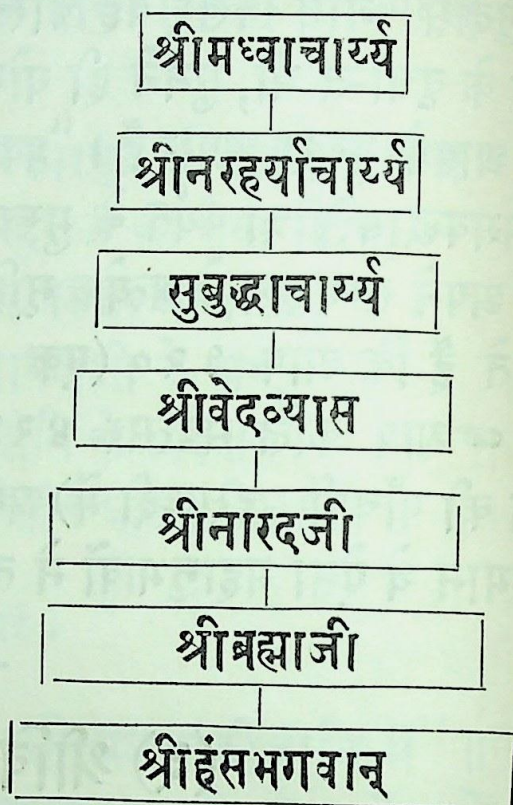 श्रीमध्वाचार्य्य
श्रीनरहर्याचार्य्य
सुबुद्धाचार्य्य
श्रीवेदव्यास
श्रीनारदजी
श्रीब्रह्माजी
श्रीहंसभगवान्